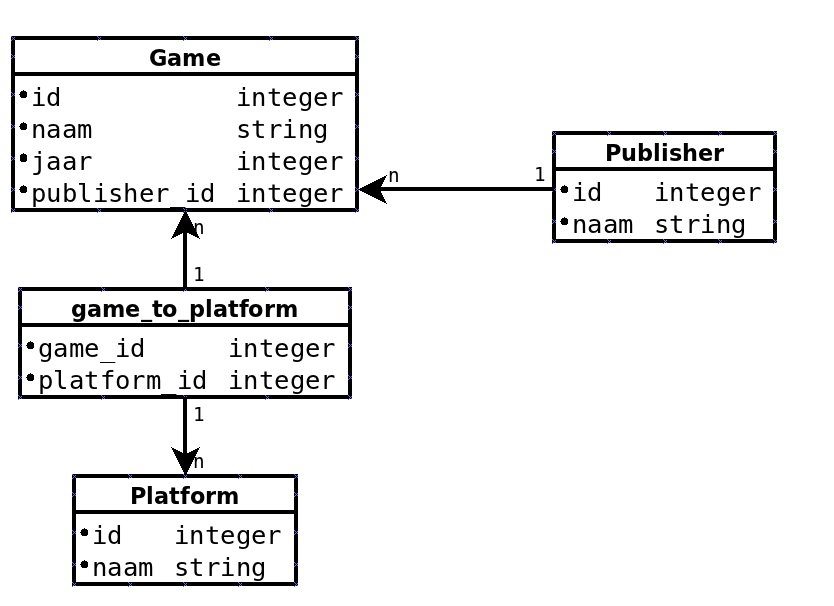 Game
id integer
naam string
jaar integer
publisher_id integer
n
1
Publisher
id integer
naam string
n
1
game_to_platform
game_id integer
platform_id integer
1
n
Platform
id integer
naam string